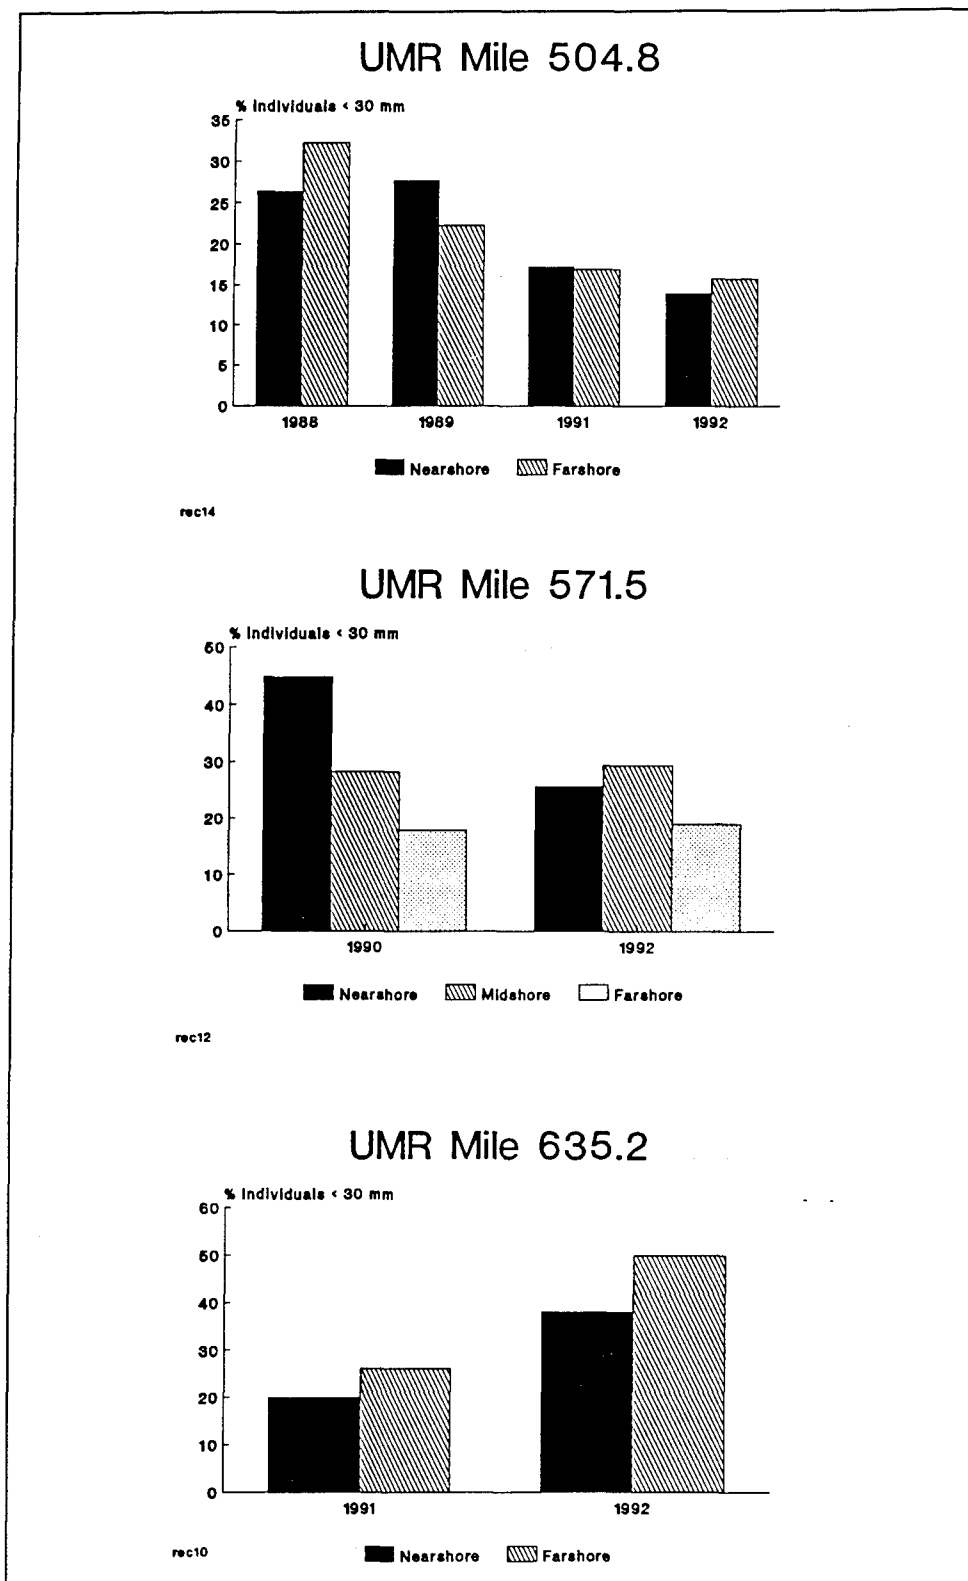 UMR Mile 504.8
% Individuals < 30 mm
35
30
25
20
15
10
5
0
1988 1989 1991 1992
Nearshore Farshore
rec14
UMR Mile 571.5
% Individuals < 30 mm
50
40
30
20
10
0
1990 1992
Nearshore Midshore Farshore
rec12
UMR Mile 635.2
% Individuals < 30 mm
60
50
40
30
20
10
0
1991 1992
rec10 Nearshore Farshore